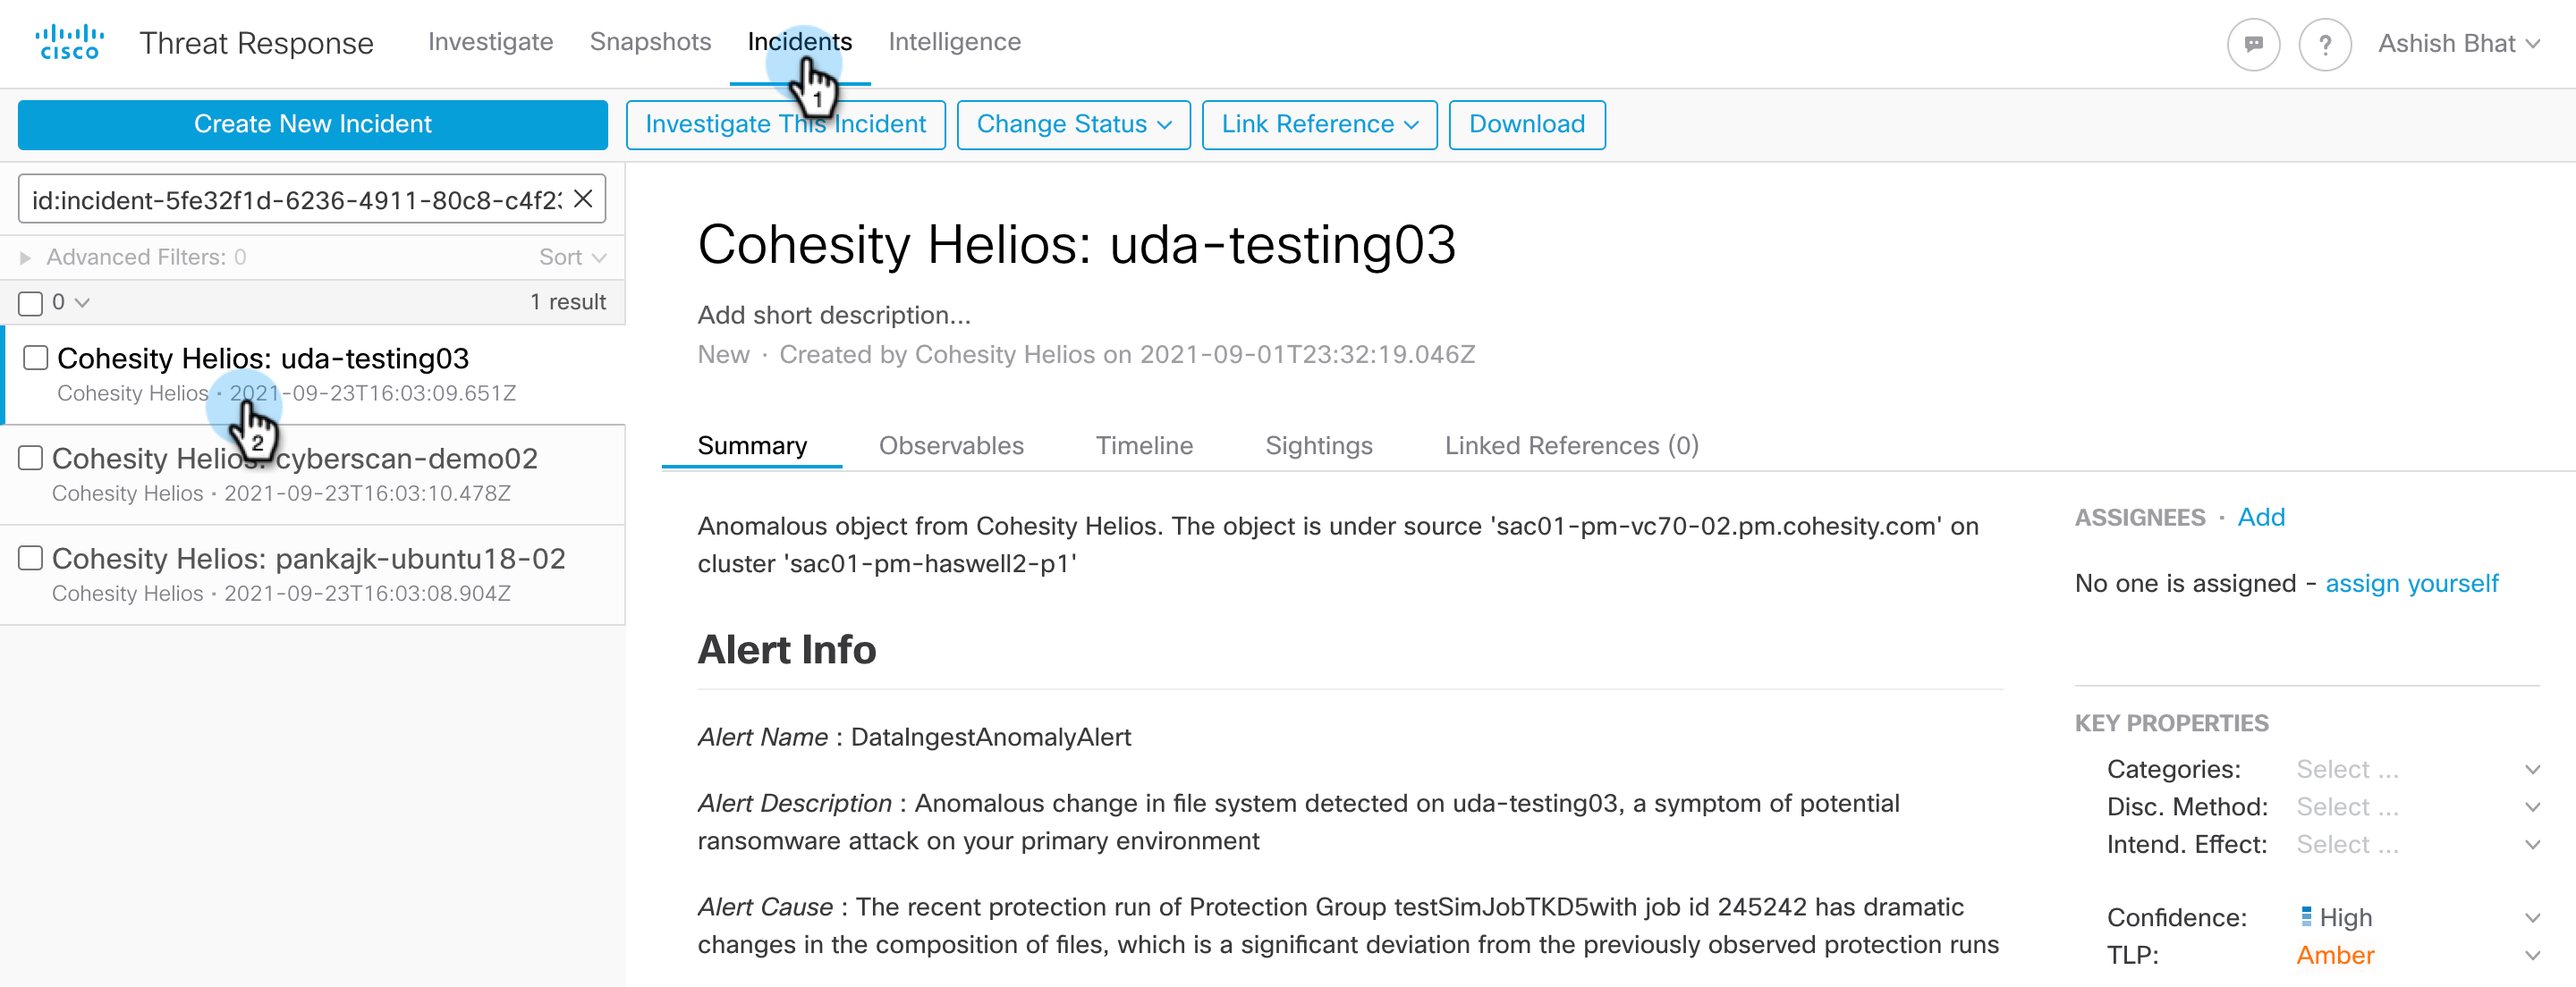 CISCO
Threat Response
Investigate
Snapshots
Incidents
Intelligence
?
Ashish Bhat
1
Create New Incident
Investigate This Incident
Change Status
Link Reference
Download
id:incident-5fe32f1d-6236-4911-80c8-c4f2
Advanced Filters: 0
Sort
0
1 result
Cohesity Helios: uda-testing03
Cohesity Helios · 2021-09-23T16:03:09.651Z
2
Cohesity Helios: cyberscan-demo02
Cohesity Helios · 2021-09-23T16:03:10.478Z
Cohesity Helios: pankajk-ubuntu18-02
Cohesity Helios · 2021-09-23T16:03:08.904Z
Cohesity Helios: uda-testing03
Add short description...
New · Created by Cohesity Helios on 2021-09-01T23:32:19.046Z
Summary
Observables
Timeline
Sightings
Linked References (0)
Anomalous object from Cohesity Helios. The object is under source 'sac01-pm-vc70-02.pm.cohesity.com' on
cluster 'sac01-pm-haswell2-p1'
Alert Info
Alert Name : DataIngestAnomalyAlert
Alert Description : Anomalous change in file system detected on uda-testing03, a symptom of potential
ransomware attack on your primary environment
Alert Cause : The recent protection run of Protection Group testSimJobTKD5with job id 245242 has dramatic
changes in the composition of files, which is a significant deviation from the previously observed protection runs
ASSIGNEES · Add
No one is assigned - assign yourself
KEY PROPERTIES
Categories: Select ...
Disc. Method: Select ...
Intend. Effect: Select ...
Confidence: High
TLP: Amber